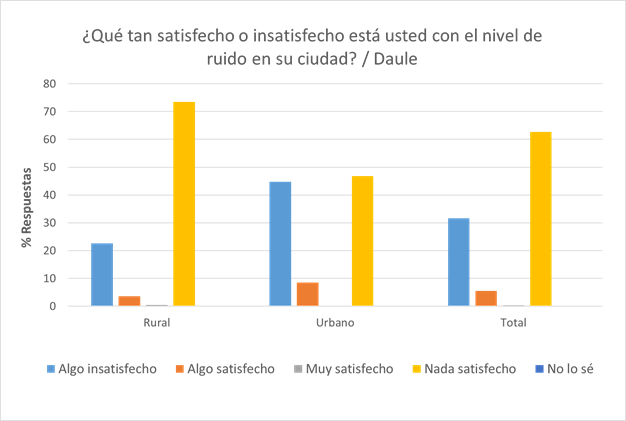 ¿Qué tan satisfecho o insatisfecho está usted con el nivel de
ruido en su ciudad? / Daule
80
70
60
50
40
30
20
10
0
% Respuestas
Rural
Urbano
Total
Algo insatisfecho
Algo satisfecho
Muy satisfecho
Nada satisfecho
No lo sé